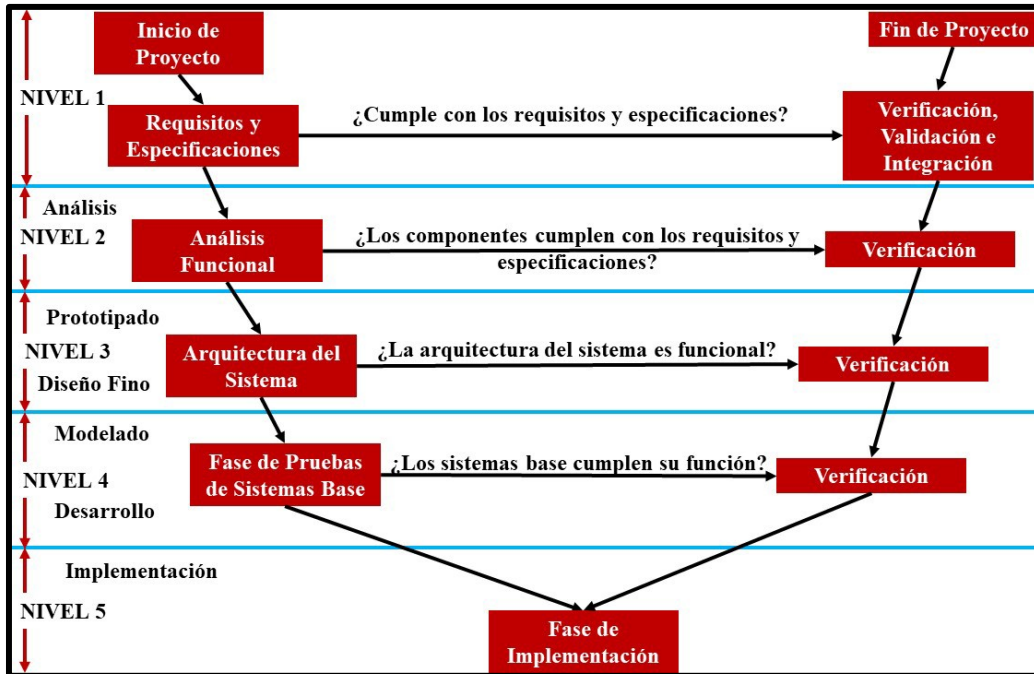 Inicio de
Proyecto
Fin de Proyecto
NIVEL 1
Requisitos y
Especificaciones
¿Cumple con los requisitos y especificaciones?
Verificación,
Validación e
Integración
Análisis
NIVEL 2
Análisis
Funcional
¿Los componentes cumplen con los requisitos y
especificaciones?
Verificación
Prototipado
NIVEL 3
Diseño Fino
Arquitectura del
Sistema
¿La arquitectura del sistema es funcional?
Verificación
Modelado
NIVEL 4
Desarrollo
Fase de Pruebas
de Sistemas Base
¿Los sistemas base cumplen su función?
Verificación
Implementación
NIVEL 5
Fase de
Implementación